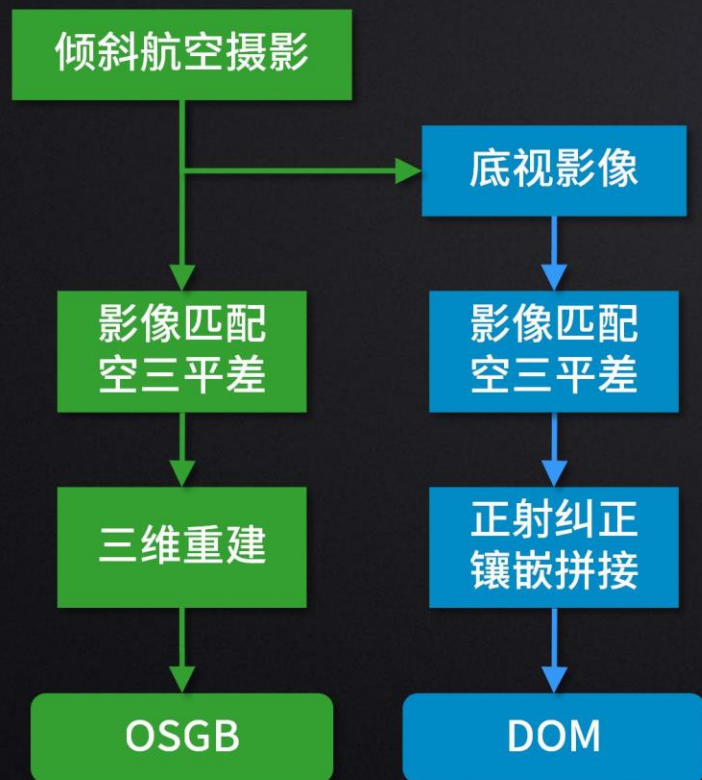 倾斜航空摄影
底视影像
影像匹配
空三平差
影像匹配
空三平差
三维重建
正射纠正
镶嵌拼接
OSGB
DOM